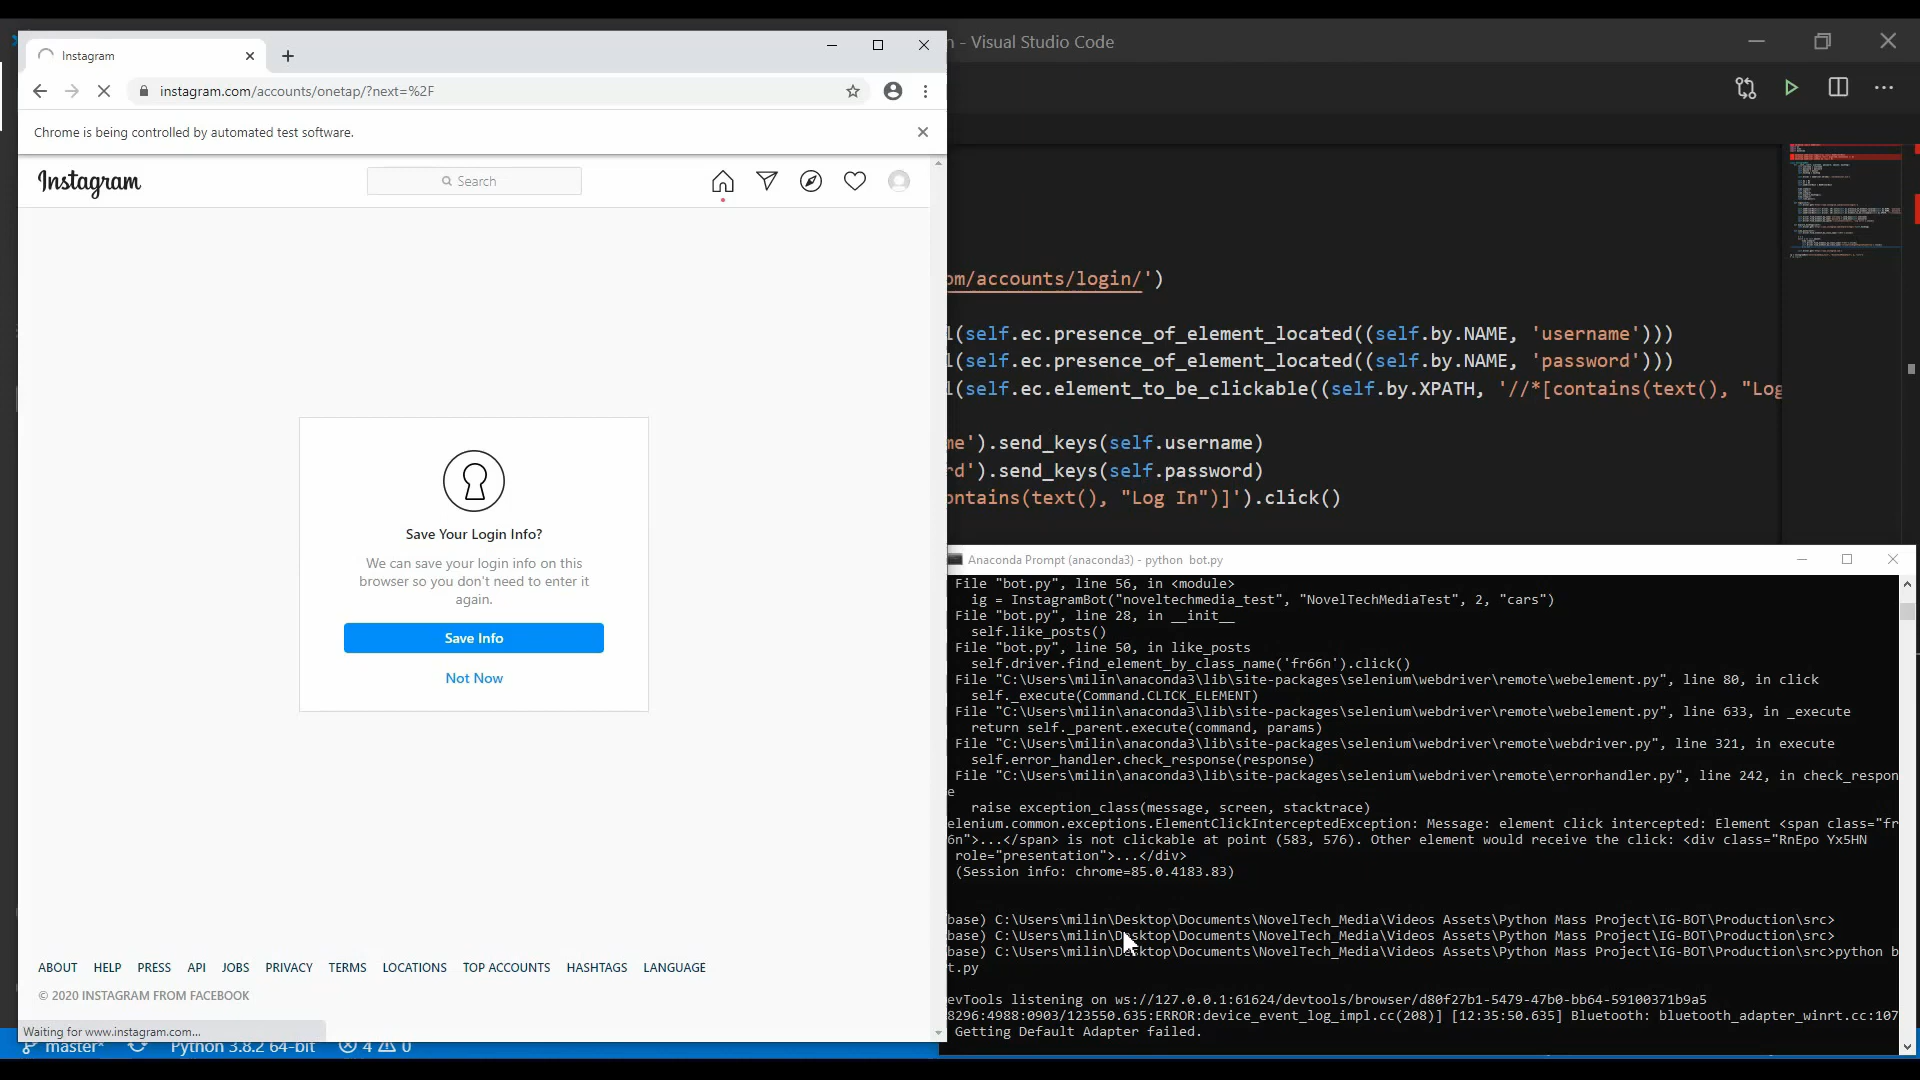 Instagram
n - Visual Studio Code
instagram.com/accounts/onetap/?next=%2F
Chrome is being controlled by automated test software.
Instagram
Search
om/accounts/login/')
l(self.ec.presence_of_element_located((self.by.NAME, 'username')))
l(self.ec.presence_of_element_located((self.by.NAME, 'password')))
l(self.ec.element_to_be_clickable((self.by.XPATH, '//*[contains(text(), "Log
me').send_keys(self.username)
rd').send_keys(self.password)
ontains(text(), "Log In")]').click()
Save Your Login Info?
We can save your login info on this
browser so you don't need to enter it
again.
Save Info
Not Now
ABOUT HELP PRESS API JOBS PRIVACY TERMS LOCATIONS TOP ACCOUNTS HASHTAGS LANGUAGE
© 2020 INSTAGRAM FROM FACEBOOK
Waiting for www.instagram.com...
master* Python 3.8.2 64-bit 4 0
Anaconda Prompt (anaconda3) - python bot.py
File "bot.py", line 56, in <module>
ig = InstagramBot("noveltechmedia_test", "NovelTechMediaTest", 2, "cars")
File "bot.py", line 28, in __init__
self.like_posts()
File "bot.py", line 50, in like_posts
self.driver.find_element_by_class_name('fr66n').click()
File "C:\Users\milin\anaconda3\lib\site-packages\selenium\webdriver\remote\webelement.py", line 80, in click
self._execute(Command.CLICK_ELEMENT)
File "C:\Users\milin\anaconda3\lib\site-packages\selenium\webdriver\remote\webelement.py", line 633, in _execute
return self._parent.execute(command, params)
File "C:\Users\milin\anaconda3\lib\site-packages\selenium\webdriver\remote\webdriver.py", line 321, in execute
self.error_handler.check_response(response)
File "C:\Users\milin\anaconda3\lib\site-packages\selenium\webdriver\remote\errorhandler.py", line 242, in check_respon
e
raise exception_class(message, screen, stacktrace)
elenium.common.exceptions.ElementClickInterceptedException: Message: element click intercepted: Element <span class="fr
6n">...</span> is not clickable at point (583, 576). Other element would receive the click: <div class="RnEpo Yx5HN
role="presentation">...</div>
(Session info: chrome=85.0.4183.83)
base) C:\Users\milin\Desktop\Documents\NovelTech_Media\Videos Assets\Python Mass Project\IG-BOT\Production\src>
base) C:\Users\milin\Desktop\Documents\NovelTech_Media\Videos Assets\Python Mass Project\IG-BOT\Production\src>
base) C:\Users\milin\Desktop\Documents\NovelTech_Media\Videos Assets\Python Mass Project\IG-BOT\Production\src>python b
t.py
evTools listening on ws://127.0.0.1:61624/devtools/browser/d80f27b1-5479-47b0-bb64-59100371b9a5
8296:4988:0903/123550.635:ERROR:device_event_log_impl.cc(208)] [12:35:50.635] Bluetooth: bluetooth_adapter_winrt.cc:107
Getting Default Adapter failed.